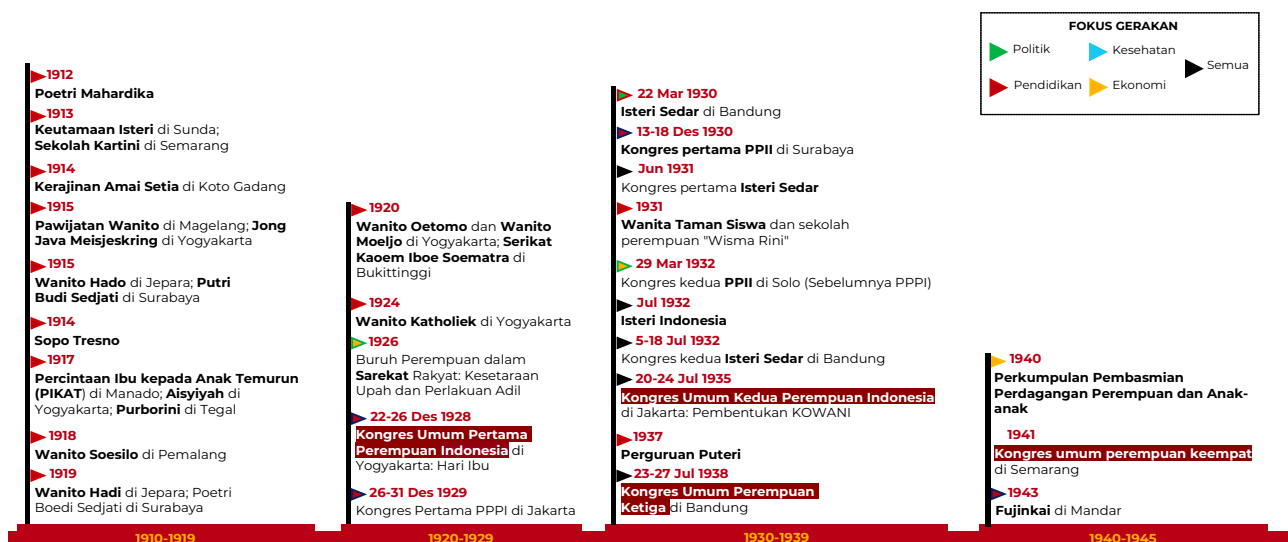 FOKUS GERAKAN
Politik
Kesehatan
Semua
Pendidikan
Ekonomi
1912
Poetri Mahardika
1913
Keutamaan Isteri di Sunda;
Sekolah Kartini di Semarang
1914
Kerajinan Amai Setia di Koto Gadang
1915
Pawijatan Wanito di Magelang; Jong
Java Meisjeskring di Yogyakarta
1915
Wanito Hado di Jepara; Putri
Budi Sedjati di Surabaya
1914
Sopo Tresno
1917
Percintaan Ibu kepada Anak Temurun
(PIKAT) di Manado; Aisyiyah di
Yogyakarta; Purborini di Tegal
1918
Wanito Soesilo di Pemalang
1919
Wanito Hadi di Jepara; Poetri
Boedi Sedjati di Surabaya
1910-1919
1920
Wanito Oetomo dan Wanito
Moeljo di Yogyakarta; Serikat
Kaoem Iboe Soematra di
Bukittinggi
1924
Wanito Katholiek di Yogyakarta
1926
Buruh Perempuan dalam
Sarekat Rakyat: Kesetaraan
Upah dan Perlakuan Adil
22-26 Des 1928
Kongres Umum Pertama
Perempuan Indonesia di
Yogyakarta: Hari Ibu
26-31 Des 1929
Kongres Pertama PPPI di Jakarta
1920-1929
22 Mar 1930
Isteri Sedar di Bandung
13-18 Des 1930
Kongres pertama PPII di Surabaya
Jun 1931
Kongres pertama Isteri Sedar
1931
Wanita Taman Siswa dan sekolah
perempuan "Wisma Rini"
29 Mar 1932
Kongres kedua PPII di Solo (Sebelumnya PPPI)
Jul 1932
Isteri Indonesia
5-18 Jul 1932
Kongres kedua Isteri Sedar di Bandung
20-24 Jul 1935
Kongres Umum Kedua Perempuan Indonesia
di Jakarta: Pembentukan KOWANI
1937
Perguruan Puteri
23-27 Jul 1938
Kongres Umum Perempuan
Ketiga di Bandung
1930-1939
1940
Perkumpulan Pembasmian
Perdagangan Perempuan dan Anak-
anak
1941
Kongres umum perempuan keempat
di Semarang
1943
Fujinkai di Mandar
1940-1945